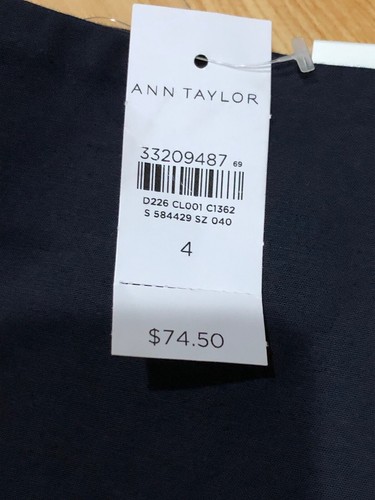 ANN TAYLOR
33209487 69
D226 CL001 C1362
S 584429 SZ 040
4
$74.50